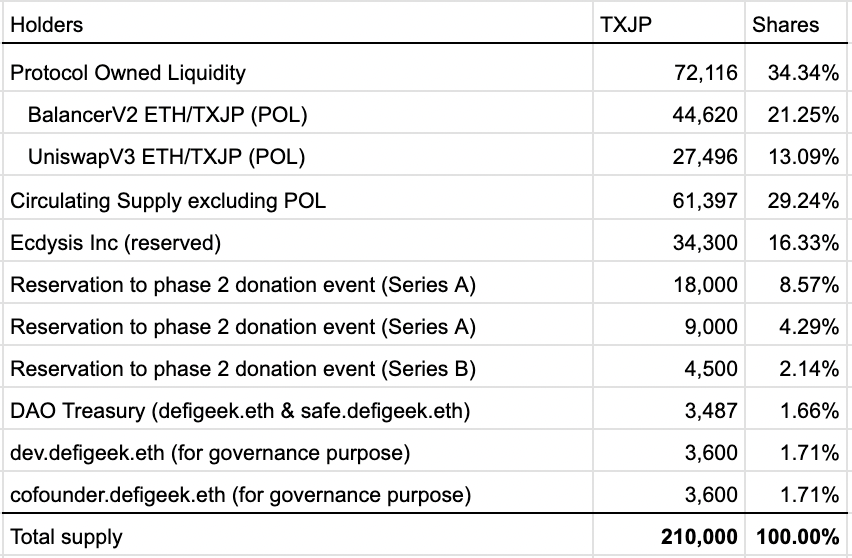 Holders TXJP Shares
Protocol Owned Liquidity 72,116 34.34%
BalancerV2 ETH/TXJP (POL) 44,620 21.25%
UniswapV3 ETH/TXJP (POL) 27,496 13.09%
Circulating Supply excluding POL 61,397 29.24%
Ecdysis Inc (reserved) 34,300 16.33%
Reservation to phase 2 donation event (Series A) 18,000 8.57%
Reservation to phase 2 donation event (Series A) 9,000 4.29%
Reservation to phase 2 donation event (Series B) 4,500 2.14%
DAO Treasury (defigeek.eth & safe.defigeek.eth) 3,487 1.66%
dev.defigeek.eth (for governance purpose) 3,600 1.71%
cofounder.defigeek.eth (for governance purpose) 3,600 1.71%
Total supply 210,000 100.00%